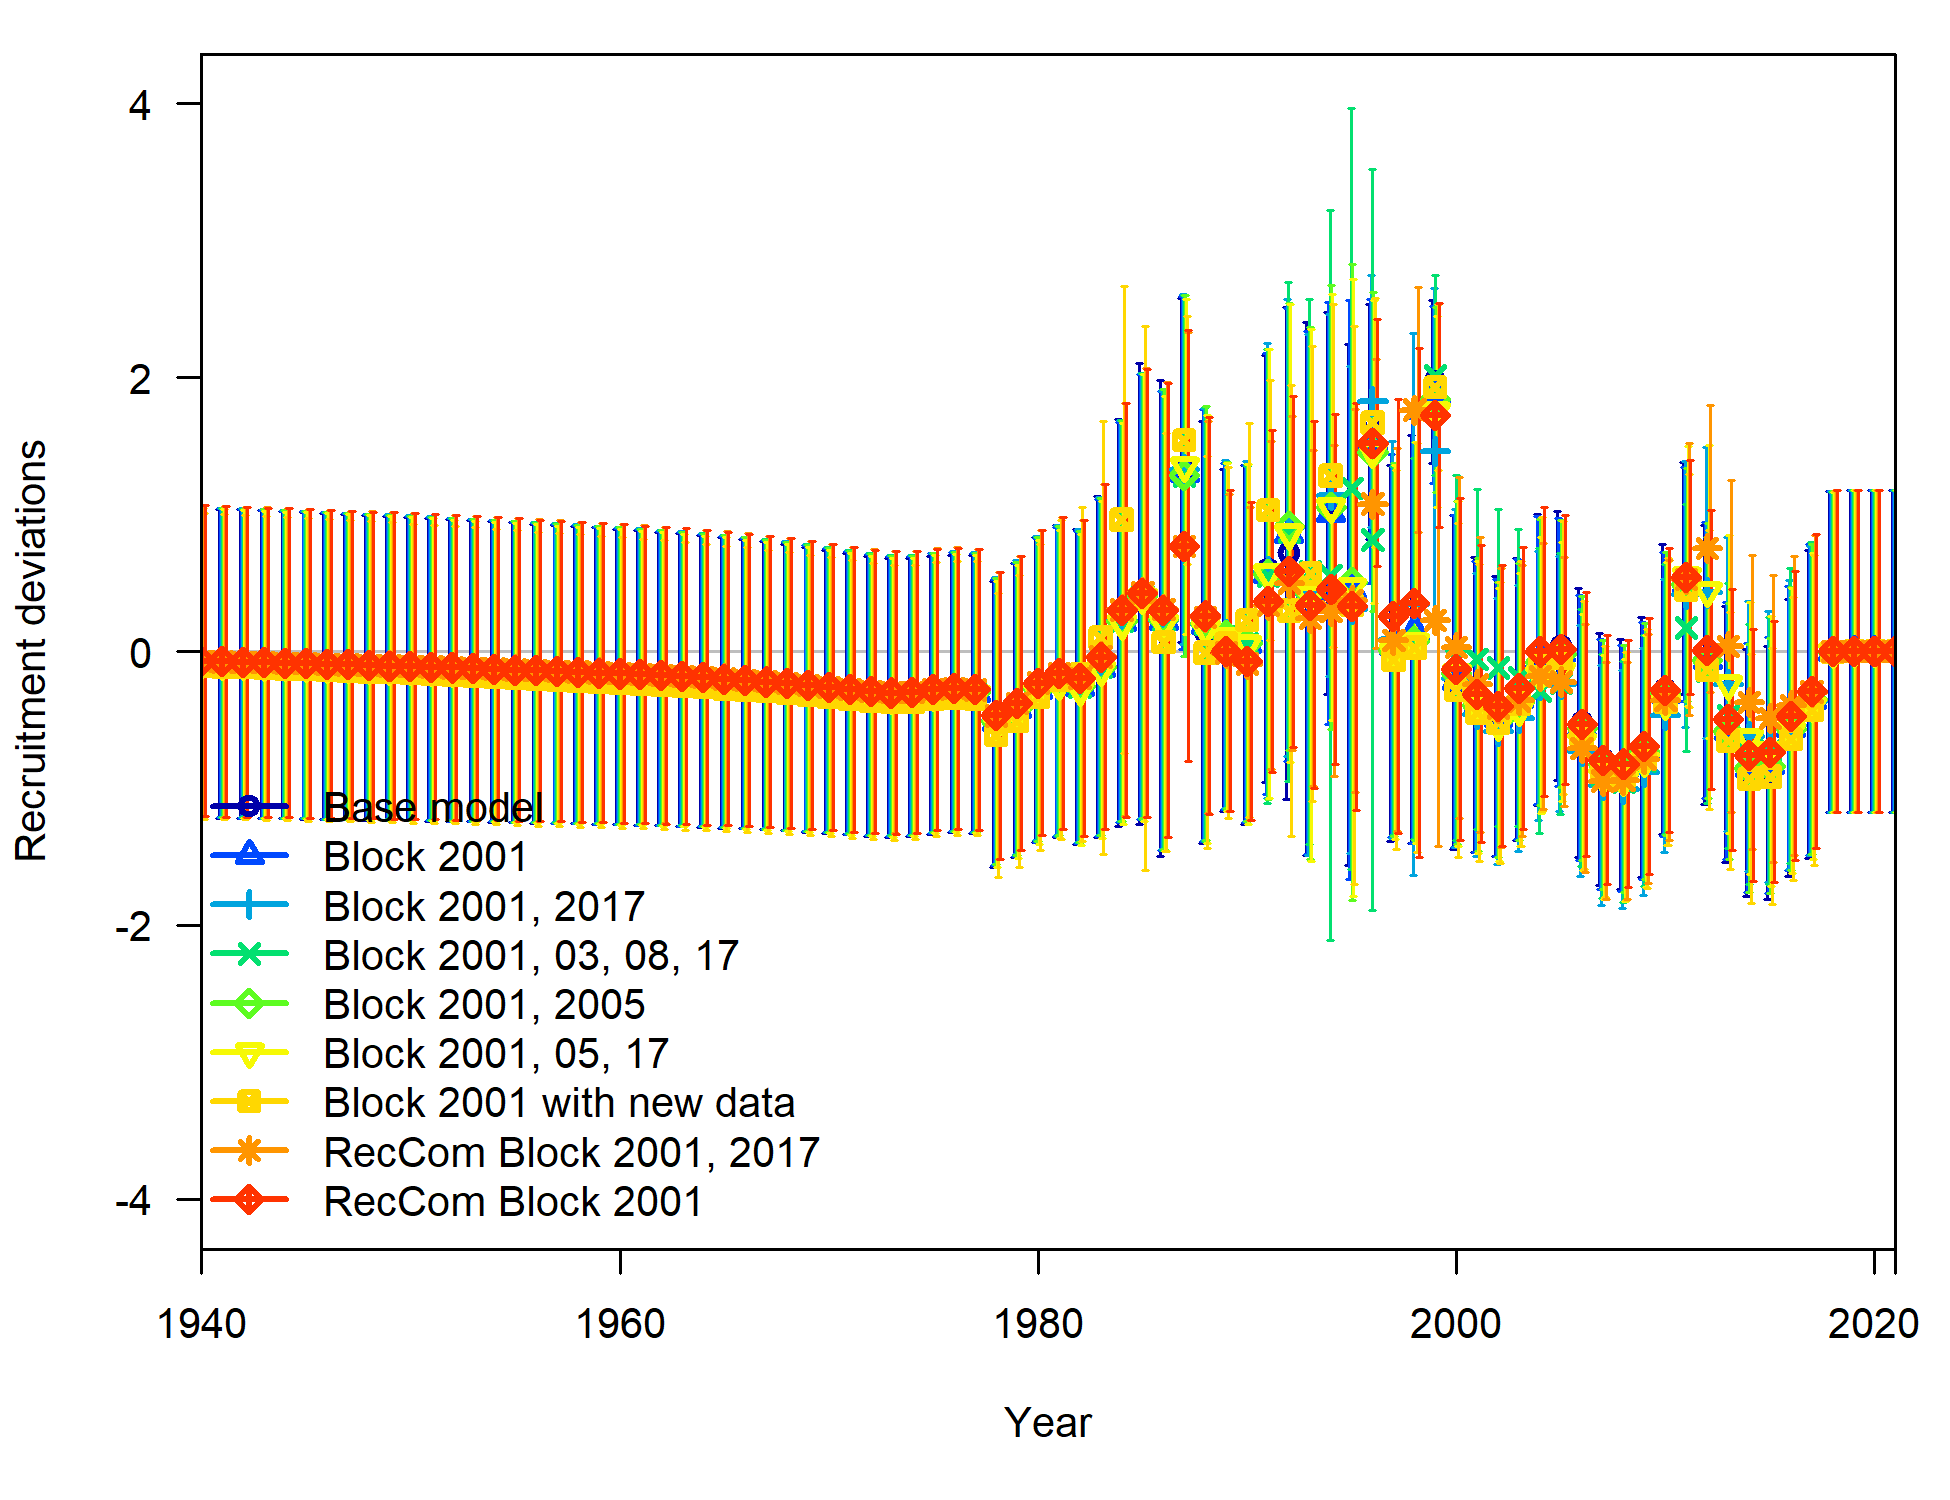 4
2
0
-2
-4
Recruitment deviations
Base model
Block 2001
Block 2001, 2017
Block 2001, 03, 08, 17
Block 2001, 2005
Block 2001, 05, 17
Block 2001 with new data
RecCom Block 2001, 2017
RecCom Block 2001
1940 1960 1980 2000 2020
Year